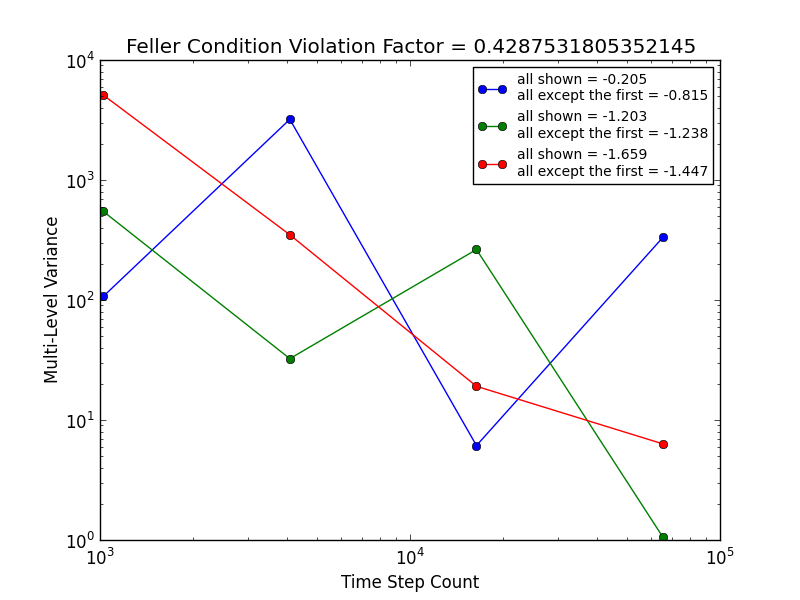 Feller Condition Violation Factor = 0.4287531805352145
10^4
10^3
10^2
10^1
10^0
Multi-Level Variance
all shown = -0.205
all except the first = -0.815
all shown = -1.203
all except the first = -1.238
all shown = -1.659
all except the first = -1.447
10^3
10^4
10^5
Time Step Count